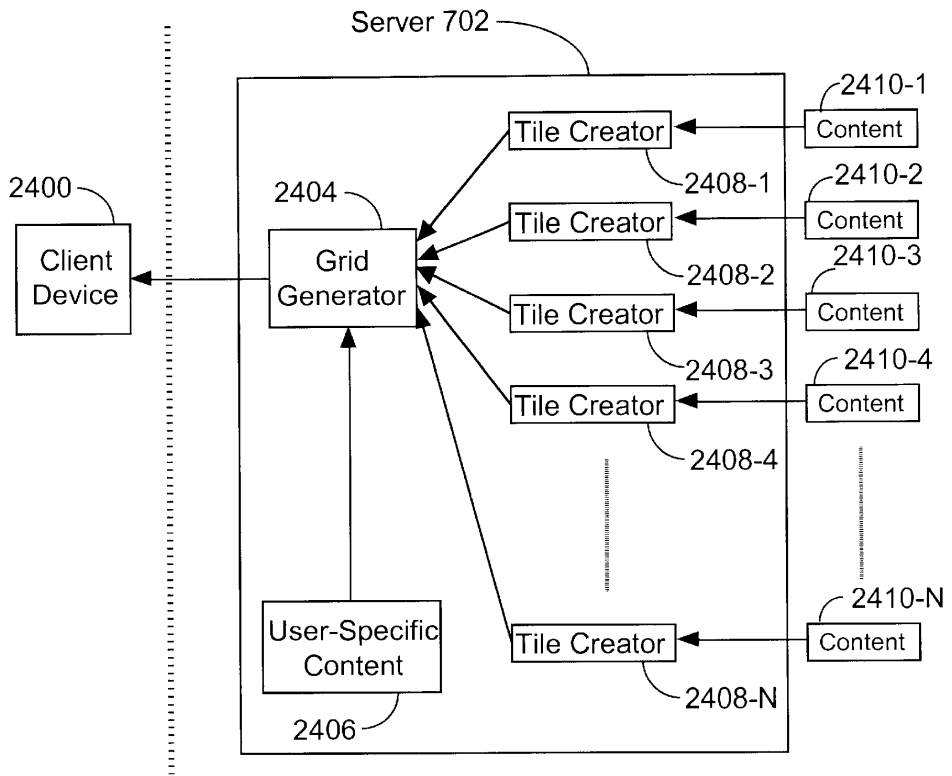 Server 702
2410-1
Tile Creator
Content
2408-1
2410-2
2400
2404
Tile Creator
Content
Client
Device
Grid
Generator
2408-2
2410-3
Tile Creator
Content
2408-3
2410-4
Tile Creator
Content
2408-4
2410-N
User-Specific
Content
Tile Creator
Content
2406
2408-N